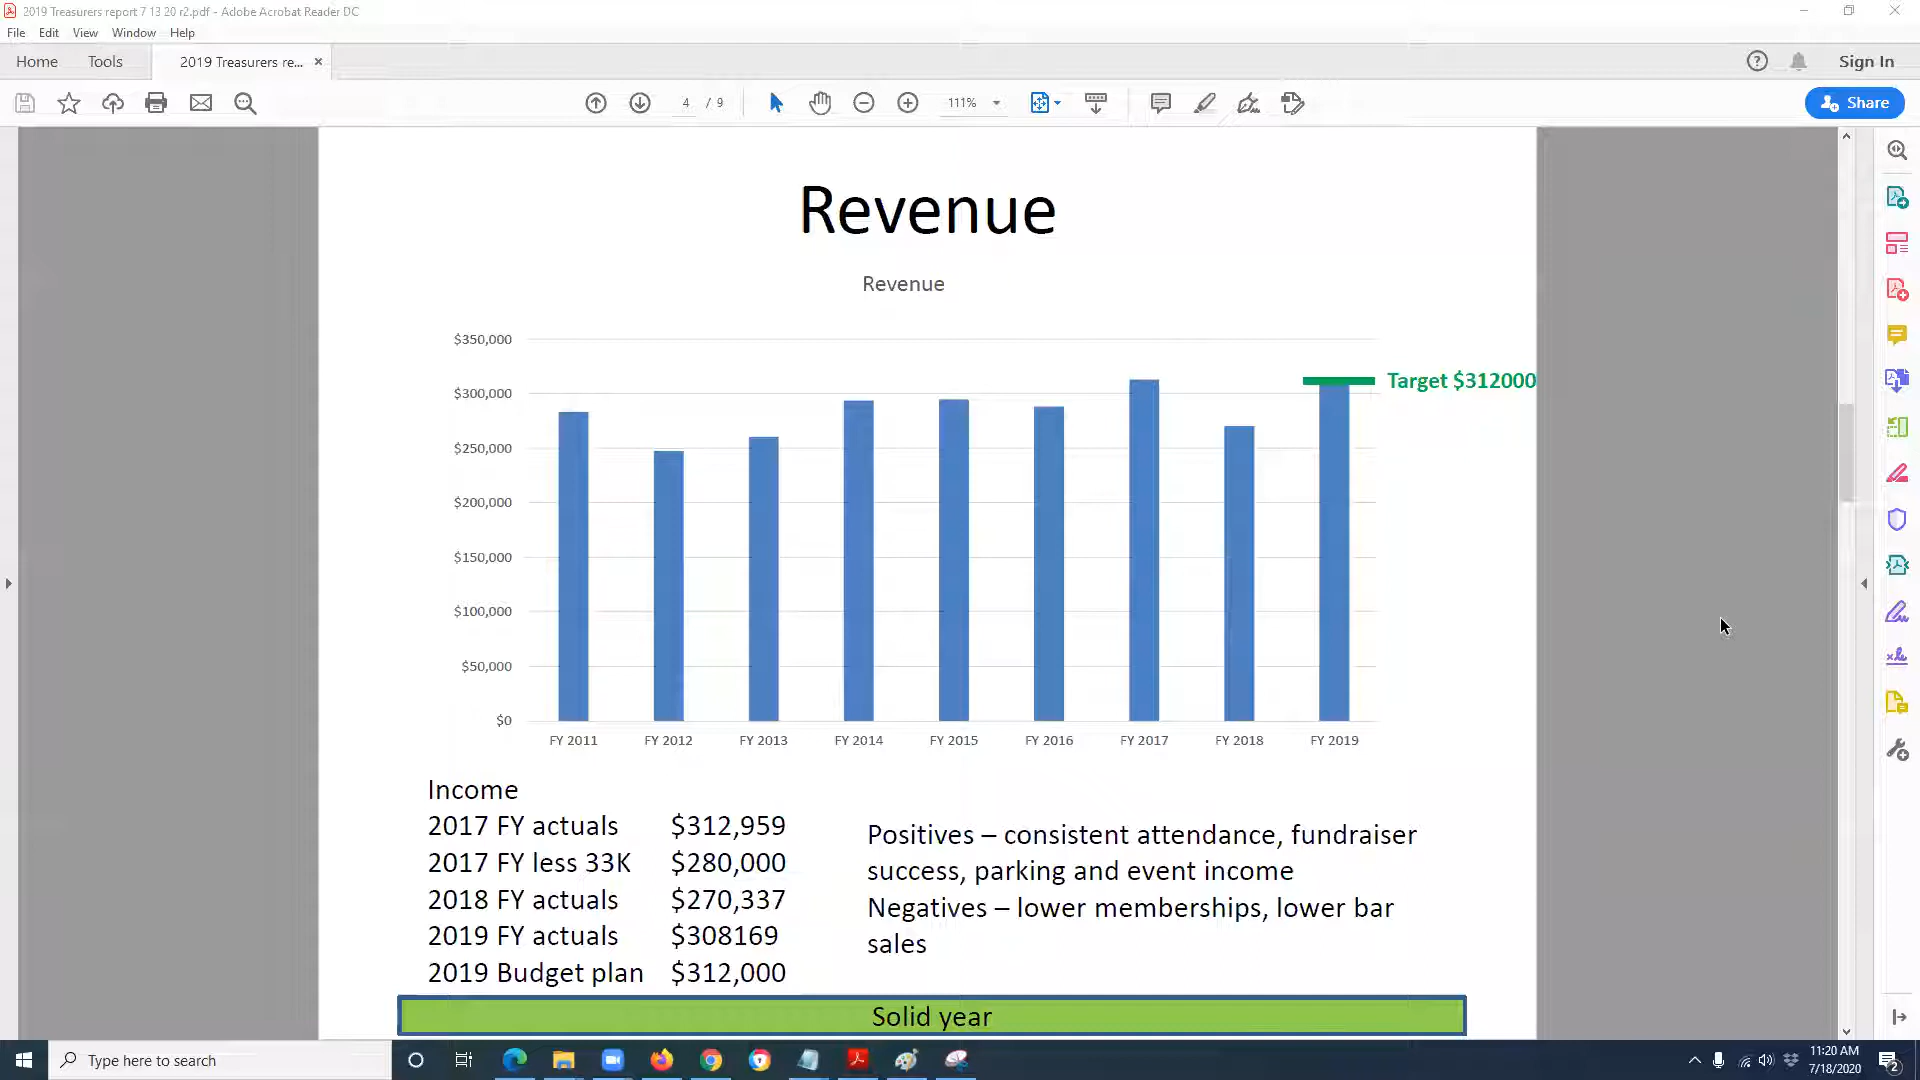 2019 Treasurers report 7 13 20 r2.pdf - Adobe Acrobat Reader DC
File Edit View Window Help
Home Tools 2019 Treasurers re... × Sign In
4 / 9 111% Share
Revenue
Revenue
$350,000
$300,000
$250,000
$200,000
$150,000
$100,000
$50,000
$0
Target $312000
FY 2011 FY 2012 FY 2013 FY 2014 FY 2015 FY 2016 FY 2017 FY 2018 FY 2019
Income
2017 FY actuals $312,959
2017 FY less 33K $280,000
2018 FY actuals $270,337
2019 FY actuals $308169
2019 Budget plan $312,000
Positives – consistent attendance, fundraiser
success, parking and event income
Negatives – lower memberships, lower bar
sales
Solid year
Type here to search
11:20 AM
7/18/2020
2